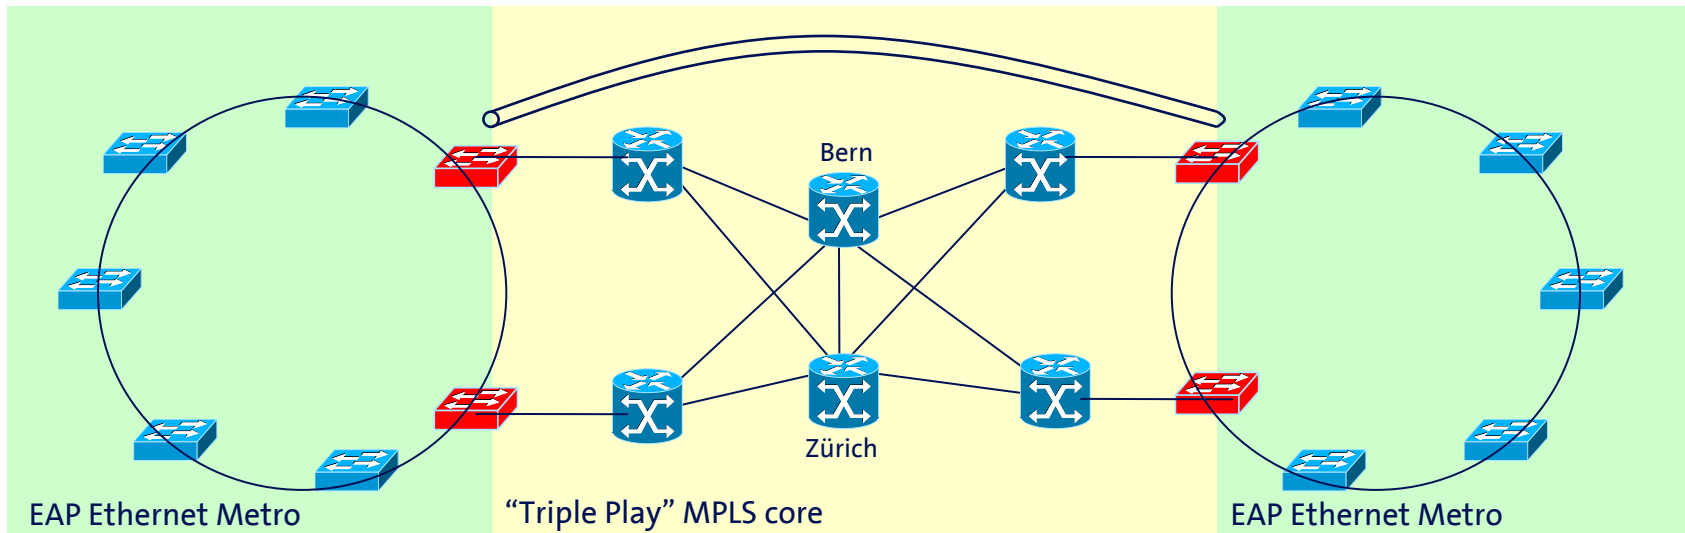 Bern
Zürich
EAP Ethernet Metro
“Triple Play” MPLS core
EAP Ethernet Metro